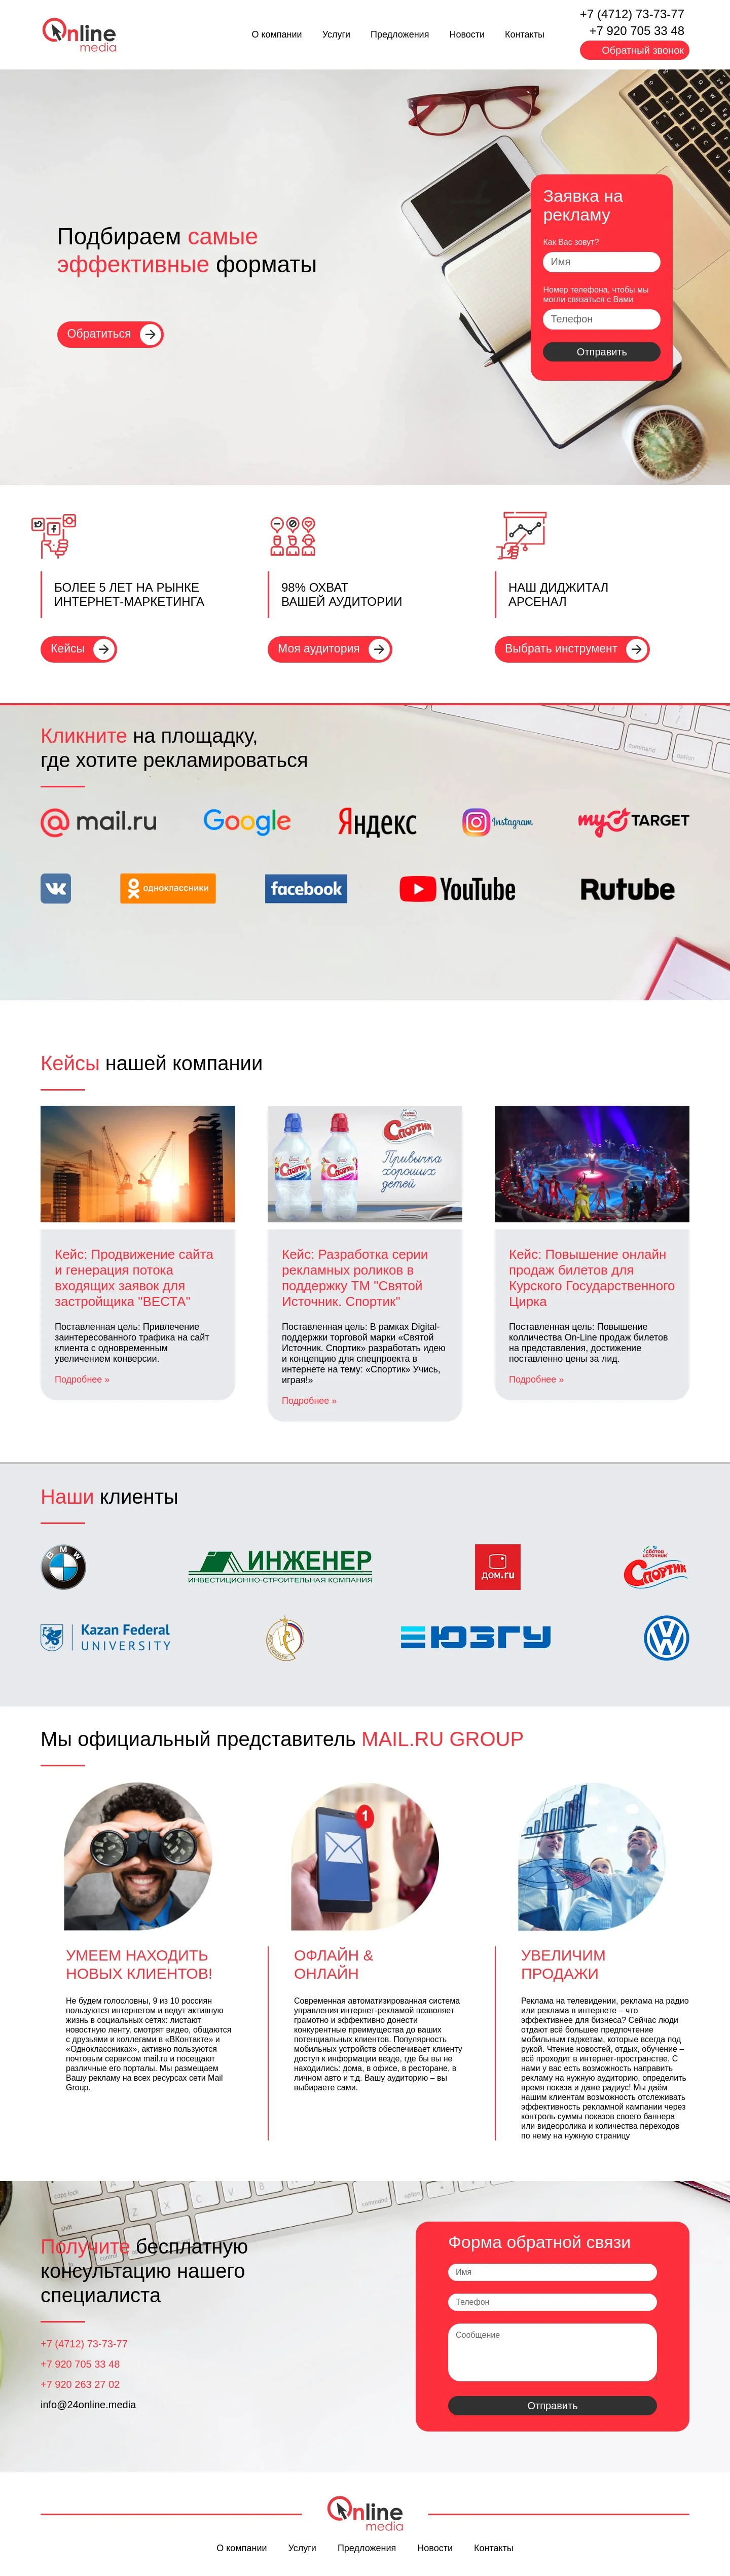 Online
media
О компании Услуги Предложения Новости Контакты
+7 (4712) 73-73-77
+7 920 705 33 48
Обратный звонок
Подбираем самые
эффективные форматы
Обратиться
Заявка на
рекламу
Как Вас зовут?
Имя
Номер телефона, чтобы мы
могли связаться с Вами
Телефон
Отправить
БОЛЕЕ 5 ЛЕТ НА РЫНКЕ
ИНТЕРНЕТ-МАРКЕТИНГА
Кейсы
98% ОХВАТ
ВАШЕЙ АУДИТОРИИ
Моя аудитория
НАШ ДИДЖИТАЛ
АРСЕНАЛ
Выбрать инструмент
Кликните на площадку,
где хотите рекламироваться
command option
@mail.ru Google Яндекс Instagram my TARGET
одноклассники facebook YouTube Rutube
Кейсы нашей компании
Спортик
Спортик Спортик
Привычка
хороших
детей
Кейс: Продвижение сайта
и генерация потока
входящих заявок для
застройщика "ВЕСТА"
Поставленная цель: Привлечение
заинтересованного трафика на сайт
клиента с одновременным
увеличением конверсии.
Подробнее »
Кейс: Разработка серии
рекламных роликов в
поддержку ТМ "Святой
Источник. Спортик"
Поставленная цель: В рамках Digital-
поддержки торговой марки «Святой
Источник. Спортик» разработать идею
и концепцию для спецпроекта в
интернете на тему: «Спортик» Учись,
играя!»
Подробнее »
Кейс: Повышение онлайн
продаж билетов для
Курского Государственного
Цирка
Поставленная цель: Повышение
колличества On-Line продаж билетов
на представления, достижение
поставленно цены за лид.
Подробнее »
Наши клиенты
BMW
ИНЖЕНЕР
ИНВЕСТИЦИОННО-СТРОИТЕЛЬНАЯ КОМПАНИЯ
дом.ru
святой
источник
Спортик
Kazan Federal
UNIVERSITY
ЮЗГУ
Мы официальный представитель MAIL.RU GROUP
1
УМЕЕМ НАХОДИТЬ
НОВЫХ КЛИЕНТОВ!
Не будем голословны, 9 из 10 россиян
пользуются интернетом и ведут активную
жизнь в социальных сетях: листают
новостную ленту, смотрят видео, общаются
с друзьями и коллегами в «ВКонтакте» и
«Одноклассниках», активно пользуются
почтовым сервисом mail.ru и посещают
различные его порталы. Мы размещаем
Вашу рекламу на всех ресурсах сети Mail
Group.
ОФЛАЙН &
ОНЛАЙН
Современная автоматизированная система
управления интернет-рекламой позволяет
грамотно и эффективно донести
конкурентные преимущества до ваших
потенциальных клиентов. Популярность
мобильных устройств обеспечивает клиенту
доступ к информации везде, где бы вы не
находились: дома, в офисе, в ресторане, в
личном авто и т.д. Вашу аудиторию – вы
выбираете сами.
УВЕЛИЧИМ
ПРОДАЖИ
Реклама на телевидении, реклама на радио
или реклама в интернете – что
эффективнее для бизнеса? Сейчас люди
отдают всё большее предпочтение
мобильным гаджетам, которые всегда под
рукой. Чтение новостей, отдых, обучение –
всё проходит в интернет-пространстве. С
нами у вас есть возможность направить
рекламу на нужную аудиторию, определить
время показа и даже радиус! Мы даём
нашим клиентам возможность отслеживать
эффективность рекламной кампании через
контроль суммы показов своего баннера
или видеоролика и количества переходов
по нему на нужную страницу
Получите бесплатную
консультацию нашего
специалиста
+7 (4712) 73-73-77
+7 920 705 33 48
+7 920 263 27 02
info@24online.media
Форма обратной связи
Имя
Телефон
Сообщение
Отправить
Online
media
О компании Услуги Предложения Новости Контакты